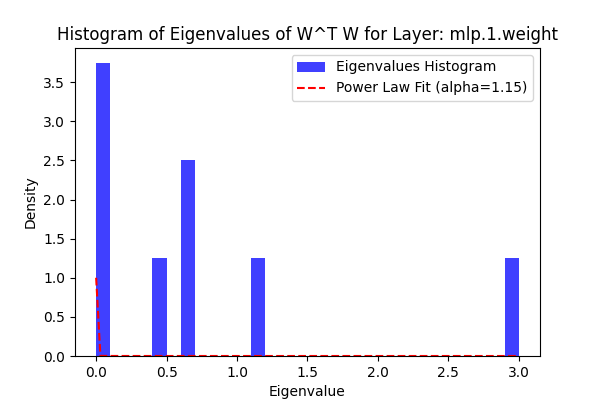 Histogram of Eigenvalues of W^T W for Layer: mlp.1.weight
Eigenvalues Histogram
Power Law Fit (alpha=1.15)
Density
3.5
3.0
2.5
2.0
1.5
1.0
0.5
0.0
0.0 0.5 1.0 1.5 2.0 2.5 3.0
Eigenvalue